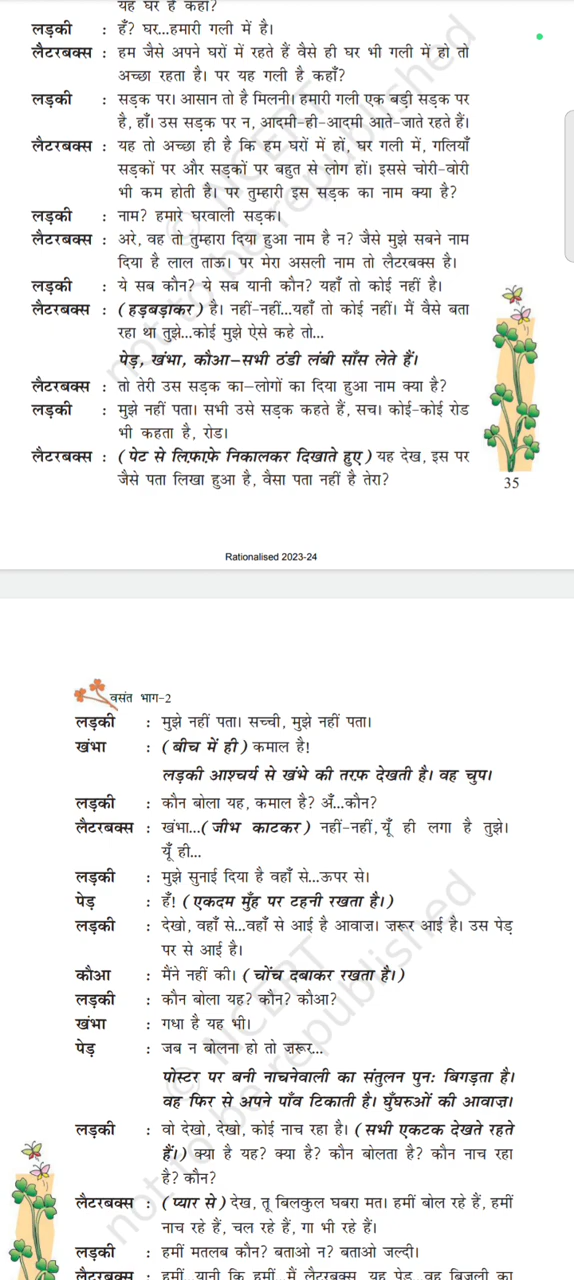 यह घर है कहाँ?
लड़की : हँ? घर...हमारी गली में है।
लैटरबक्स : हम जैसे अपने घरों में रहते हैं वैसे ही घर भी गली में हो तो
अच्छा रहता है। पर यह गली है कहाँ?
लड़की : सड़क पर। आसान तो है मिलनी। हमारी गली एक बड़ी सड़क पर
है, हाँ। उस सड़क पर न, आदमी-ही-आदमी आते-जाते रहते हैं।
लैटरबक्स : यह तो अच्छा ही है कि हम घरों में हों, घर गली में, गलियाँ
सड़कों पर और सड़कों पर बहुत से लोग हों। इससे चोरी-वोरी
भी कम होती है। पर तुम्हारी इस सड़क का नाम क्या है?
लड़की : नाम? हमारे घरवाली सड़क।
लैटरबक्स : अरे, वह तो तुम्हारा दिया हुआ नाम है न? जैसे मुझे सबने नाम
दिया है लाल ताऊ। पर मेरा असली नाम तो लैटरबक्स है।
लड़की : ये सब कौन? ये सब यानी कौन? यहाँ तो कोई नहीं है।
लैटरबक्स : (हड़बड़ाकर) है। नहीं-नहीं...यहाँ तो कोई नहीं। मैं वैसे बता
रहा था तुझे...कोई मुझे ऐसे कहे तो...
पेड़, खंभा, कौआ–सभी ठंडी लंबी साँस लेते हैं।
लैटरबक्स : तो तेरी उस सड़क का–लोगों का दिया हुआ नाम क्या है?
लड़की : मुझे नहीं पता। सभी उसे सड़क कहते हैं, सच। कोई-कोई रोड
भी कहता है, रोड।
लैटरबक्स : (पेट से लिफ़ाफ़े निकालकर दिखाते हुए) यह देख, इस पर
जैसे पता लिखा हुआ है, वैसा पता नहीं है तेरा?
35
Rationalised 2023-24
वसंत भाग-2
लड़की : मुझे नहीं पता। सच्ची, मुझे नहीं पता।
खंभा : (बीच में ही) कमाल है!
लड़की आश्चर्य से खंभे की तरफ़ देखती है। वह चुप।
लड़की : कौन बोला यह, कमाल है? अँ...कौन?
लैटरबक्स : खंभा...(जीभ काटकर) नहीं-नहीं, यूँ ही लगा है तुझे।
यूँ ही...
लड़की : मुझे सुनाई दिया है वहाँ से...ऊपर से।
पेड़ : हँ! (एकदम मुँह पर टहनी रखता है।)
लड़की : देखो, वहाँ से...वहाँ से आई है आवाज़। ज़रूर आई है। उस पेड़
पर से आई है।
कौआ : मैंने नहीं की। (चोंच दबाकर रखता है।)
लड़की : कौन बोला यह? कौन? कौआ?
खंभा : गधा है यह भी।
पेड़ : जब न बोलना हो तो ज़रूर...
पोस्टर पर बनी नाचनेवाली का संतुलन पुनः बिगड़ता है।
वह फिर से अपने पाँव टिकाती है। घुँघरुओं की आवाज़।
लड़की : वो देखो, देखो, कोई नाच रहा है। (सभी एकटक देखते रहते
हैं।) क्या है यह? क्या है? कौन बोलता है? कौन नाच रहा
है? कौन?
लैटरबक्स : (प्यार से) देख, तू बिलकुल घबरा मत। हमीं बोल रहे हैं, हमीं
नाच रहे हैं, चल रहे हैं, गा भी रहे हैं।
लड़की : हमीं मतलब कौन? बताओ न? बताओ जल्दी।
लैटरबक्स : हमीं...यानी कि हमीं...मैं लैटरबक्स, यह पेड़...वह बिजली का
© NCERT
not to be republished
© NCERT
not to be republished